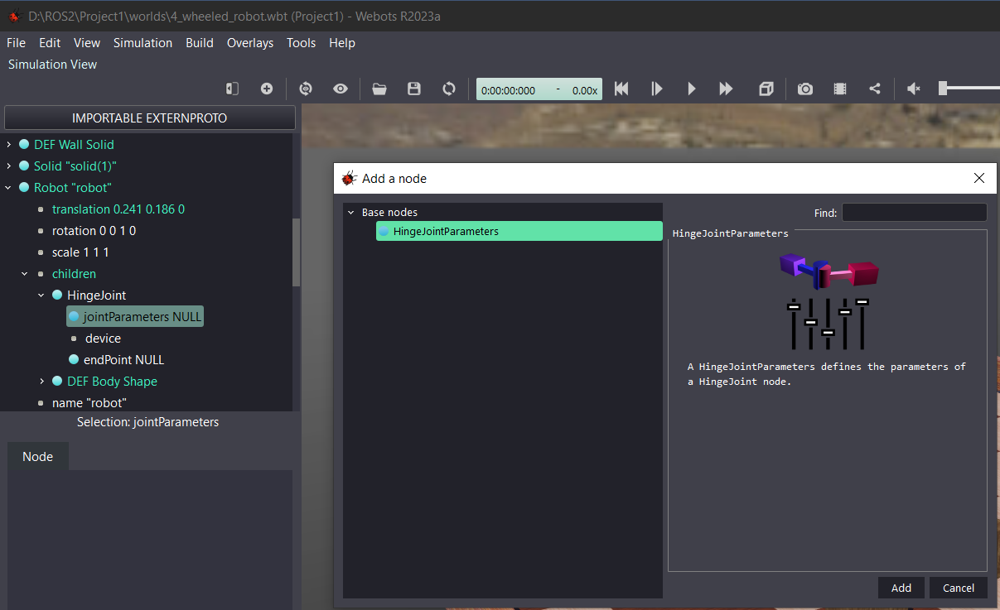 D:\ROS2\Project1\worlds\4_wheeled_robot.wbt (Project1) - Webots R2023a
File Edit View Simulation Build Overlays Tools Help
Simulation View
0:00:00:000 - 0.00x
IMPORTABLE EXTERNPROTO
DEF Wall Solid
Solid "solid(1)"
Robot "robot"
translation 0.241 0.186 0
rotation 0 0 1 0
scale 1 1 1
children
HingeJoint
jointParameters NULL
device
endPoint NULL
DEF Body Shape
name "robot"
Selection: jointParameters
Node
Add a node
Base nodes
HingeJointParameters
Find:
HingeJointParameters
A HingeJointParameters defines the parameters of
a HingeJoint node.
Add Cancel